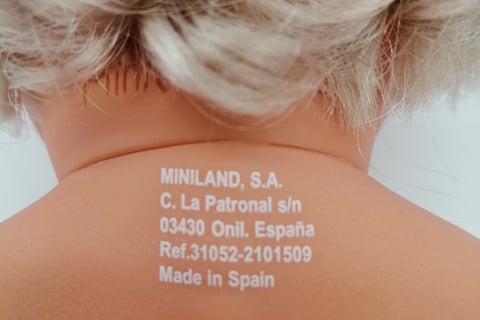 MINILAND, S.A.
C. La Patronal s/n
03430 Onil. España
Ref.31052-2101509
Made in Spain